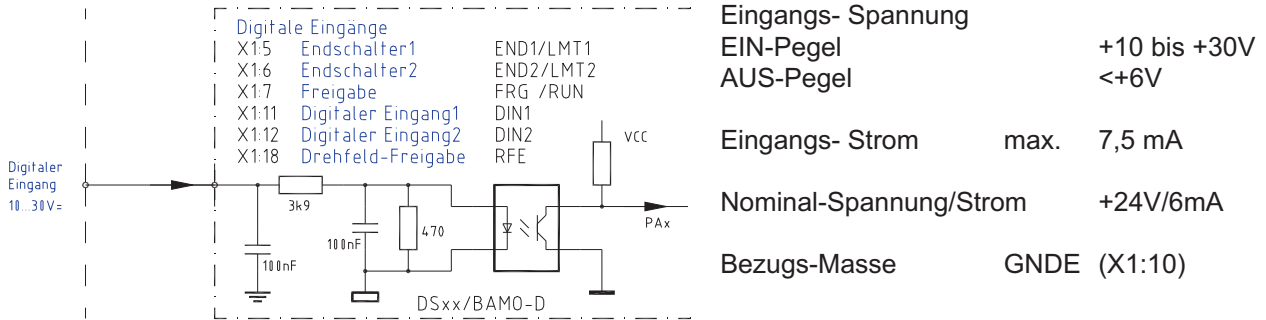 Digitale Eingänge
X1:5 Endschalter1 END1/LMT1
X1:6 Endschalter2 END2/LMT2
X1:7 Freigabe FRG /RUN
X1:11 Digitaler Eingang1 DIN1
X1:12 Digitaler Eingang2 DIN2
X1:18 Drehfeld-Freigabe RFE
VCC
Digitaler
Eingang
10...30V=
3k9
100nF
470
PAx
100nF
DSxx/BAMO-D
Eingangs- Spannung
EIN-Pegel +10 bis +30V
AUS-Pegel <+6V
Eingangs- Strom max. 7,5 mA
Nominal-Spannung/Strom +24V/6mA
Bezugs-Masse GNDE (X1:10)